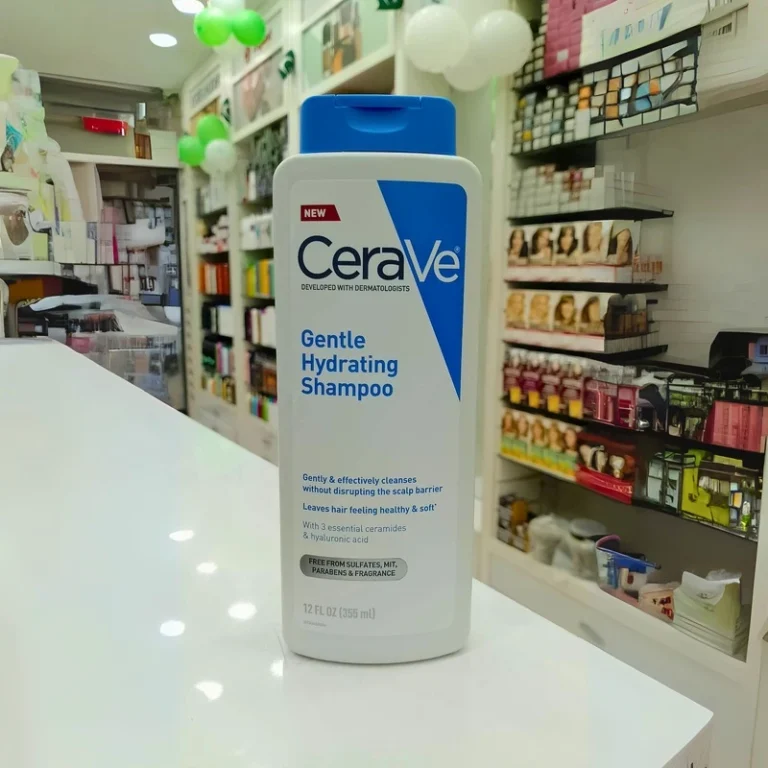 NEW
CeraVe®
DEVELOPED WITH DERMATOLOGISTS
Gentle
Hydrating
Shampoo
Gently & effectively cleanses
without disrupting the scalp barrier
Leaves hair feeling healthy & soft*
With 3 essential ceramides
& hyaluronic acid
FREE FROM SULFATES, MIT,
PARABENS & FRAGRANCE
12 FL OZ (355 ml)